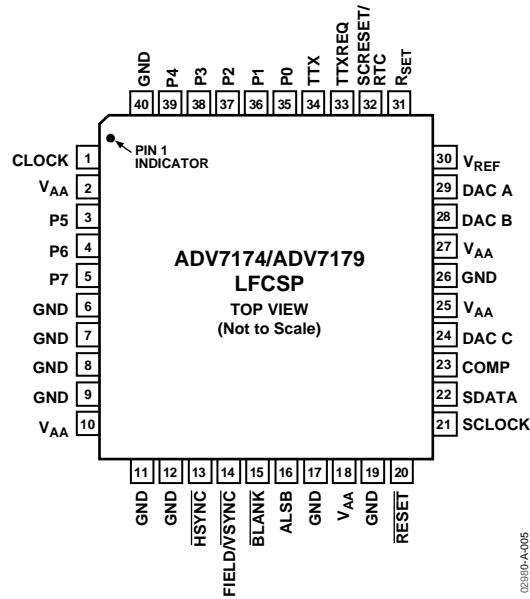 GND P4 P3 P2 P1 P0 TTX TTXREQ SCRESET/RTC RSET
40 39 38 37 36 35 34 33 32 31
PIN 1
INDICATOR
CLOCK 1
VAA 2
P5 3
P6 4
P7 5
GND 6
GND 7
GND 8
GND 9
VAA 10
ADV7174/ADV7179
LFCSP
TOP VIEW
(Not to Scale)
30 VREF
29 DAC A
28 DAC B
27 VAA
26 GND
25 VAA
24 DAC C
23 COMP
22 SDATA
21 SCLOCK
11 12 13 14 15 16 17 18 19 20
GND GND HSYNC FIELD/VSYNC BLANK ALSB GND VAA GND RESET
02980-A-005